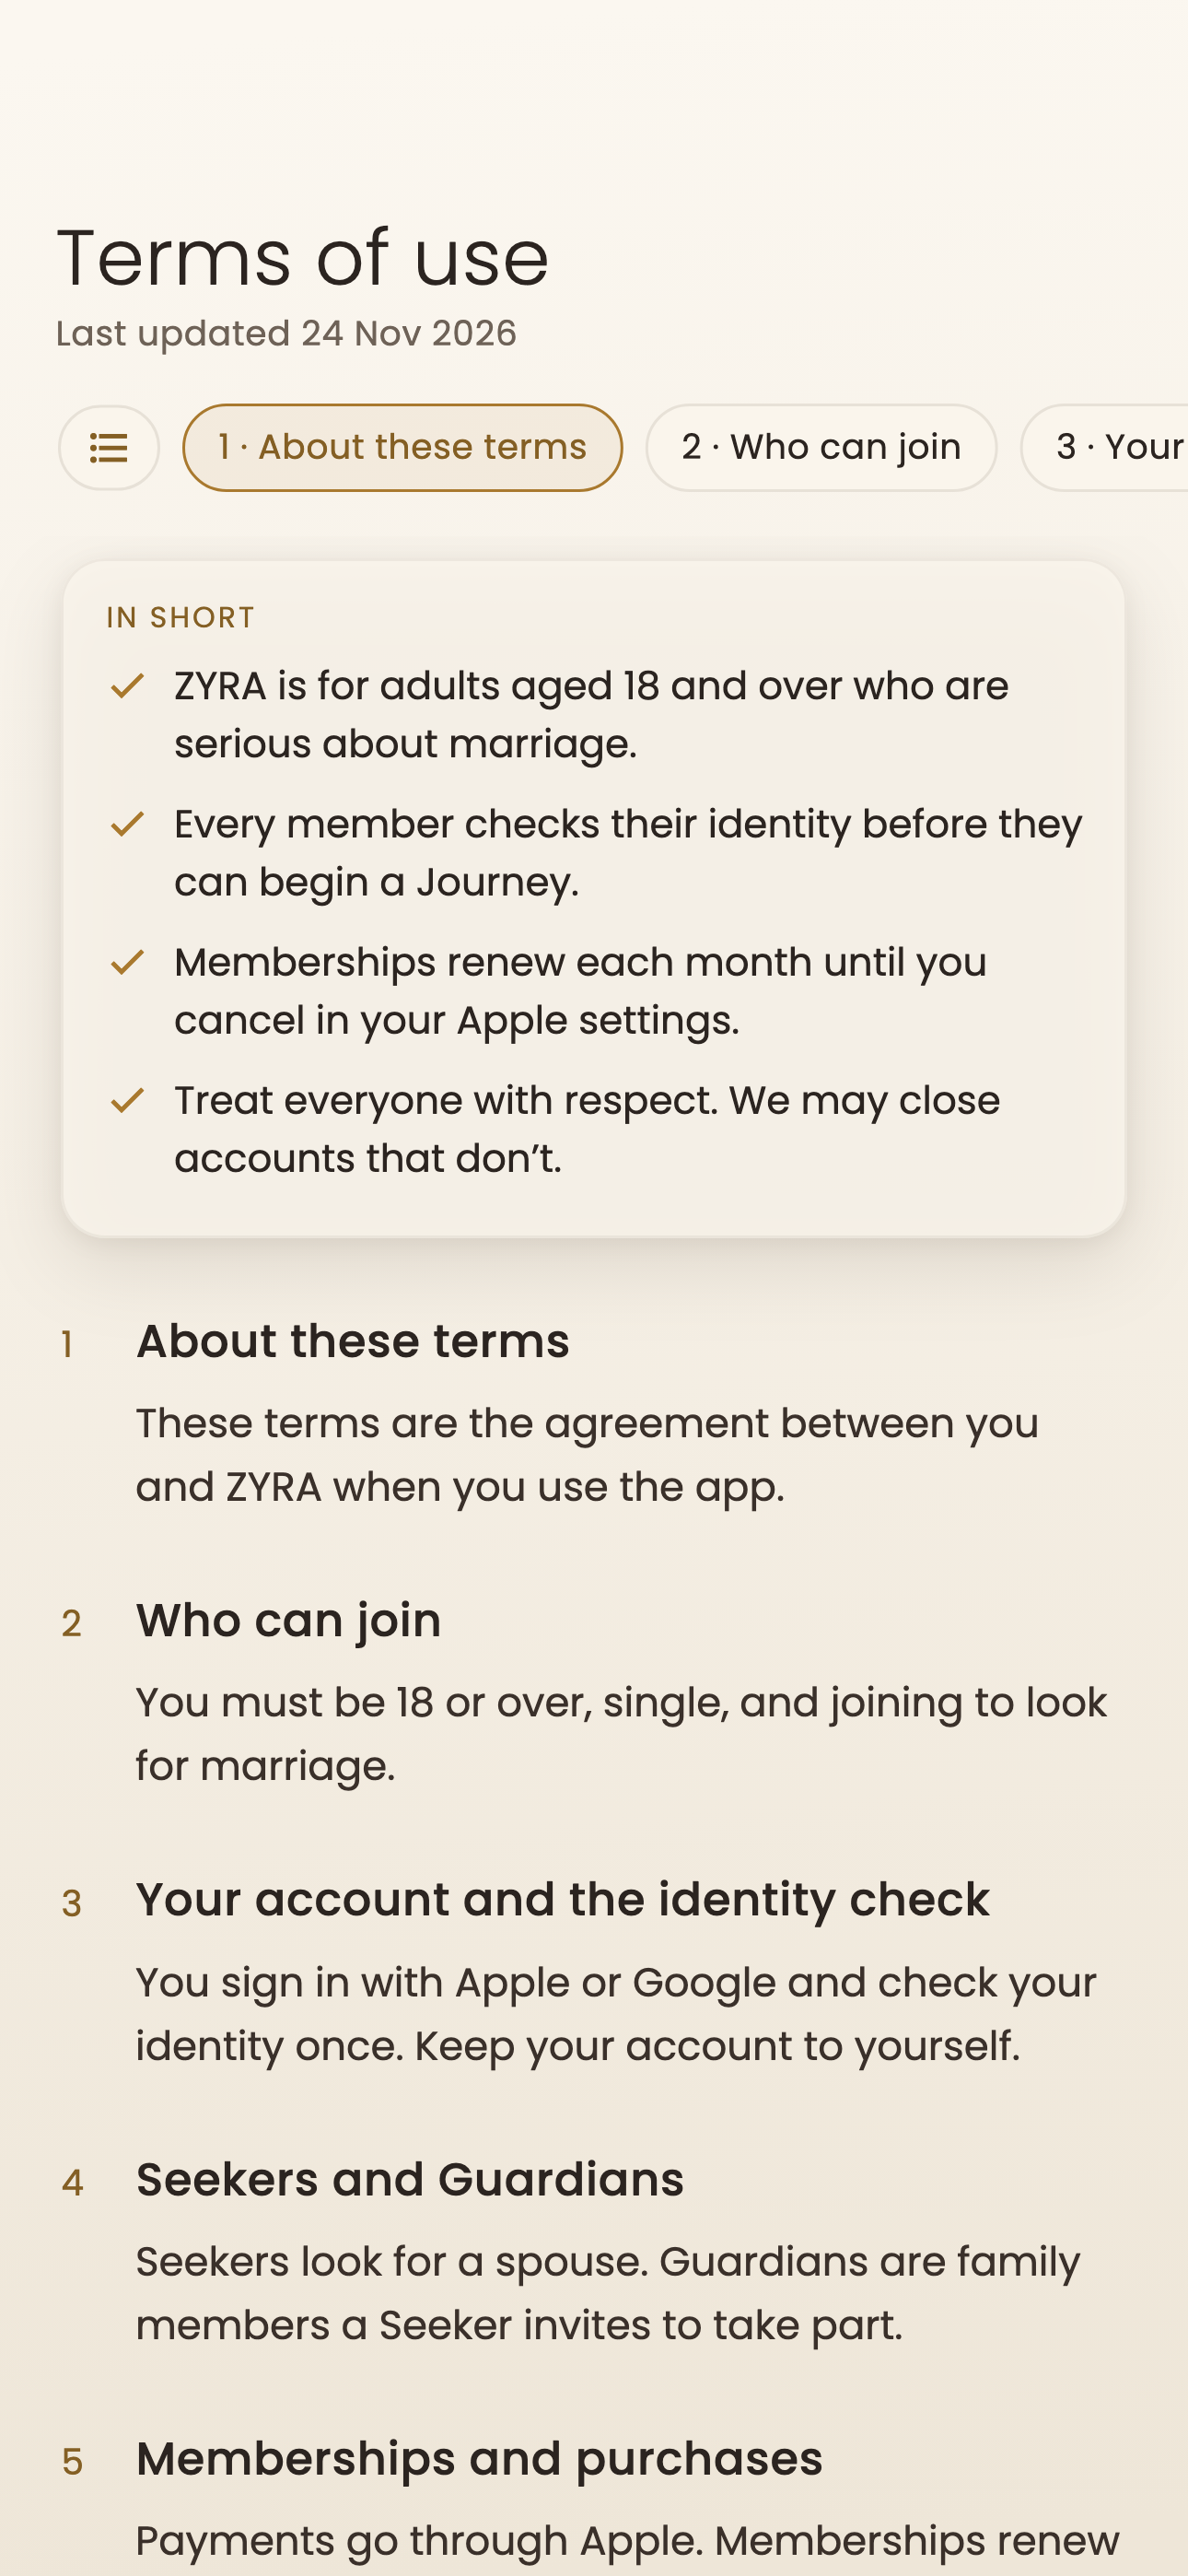 Terms of use
Last updated 24 Nov 2026
1 · About these terms
2 · Who can join
3 · Your
IN SHORT
ZYRA is for adults aged 18 and over who are
serious about marriage.
Every member checks their identity before they
can begin a Journey.
Memberships renew each month until you
cancel in your Apple settings.
Treat everyone with respect. We may close
accounts that don’t.
1 About these terms
These terms are the agreement between you
and ZYRA when you use the app.
2 Who can join
You must be 18 or over, single, and joining to look
for marriage.
3 Your account and the identity check
You sign in with Apple or Google and check your
identity once. Keep your account to yourself.
4 Seekers and Guardians
Seekers look for a spouse. Guardians are family
members a Seeker invites to take part.
5 Memberships and purchases
Payments go through Apple. Memberships renew